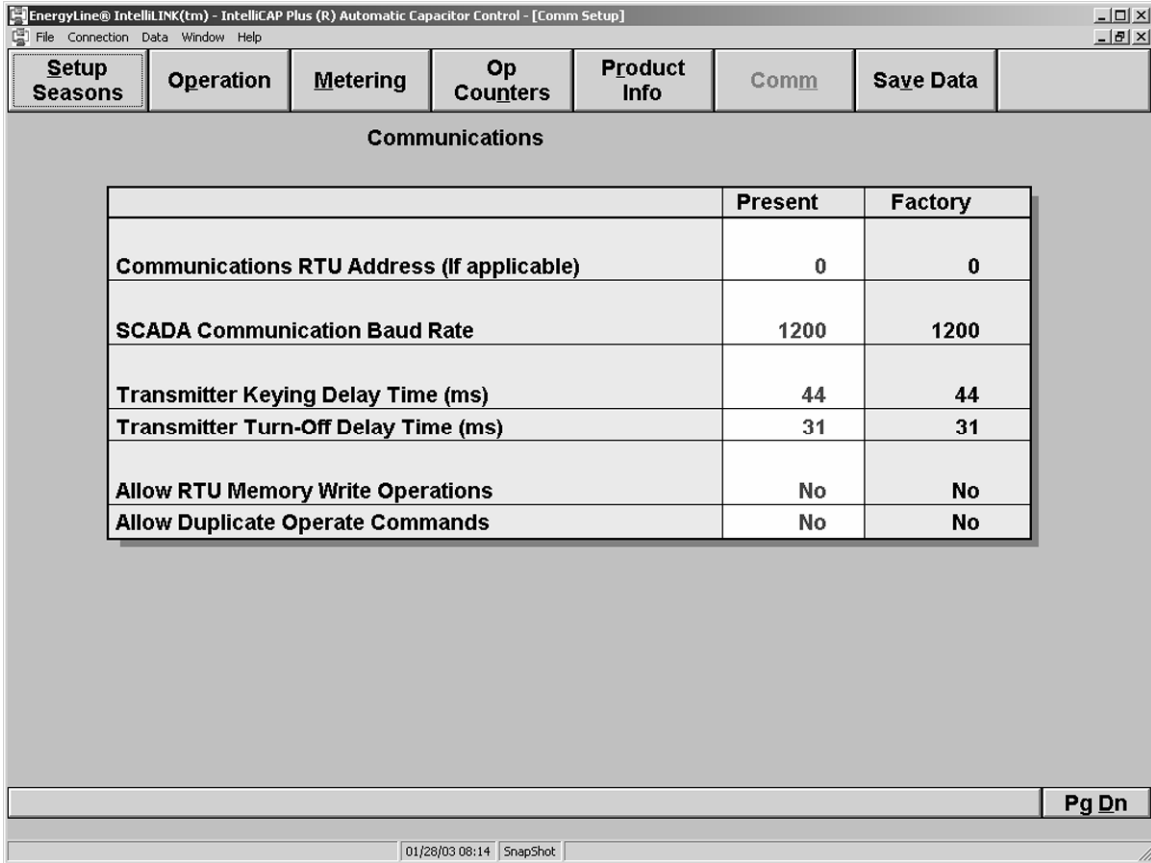 EnergyLine® IntelliLINK(tm) - IntelliCAP Plus (R) Automatic Capacitor Control - [Comm Setup]
File Connection Data Window Help
Setup Seasons Operation Metering Op Counters Product Info Comm Save Data
Communications
Present Factory
Communications RTU Address (If applicable) 0 0
SCADA Communication Baud Rate 1200 1200
Transmitter Keying Delay Time (ms) 44 44
Transmitter Turn-Off Delay Time (ms) 31 31
Allow RTU Memory Write Operations No No
Allow Duplicate Operate Commands No No
Pg Dn
01/28/03 08:14 SnapShot